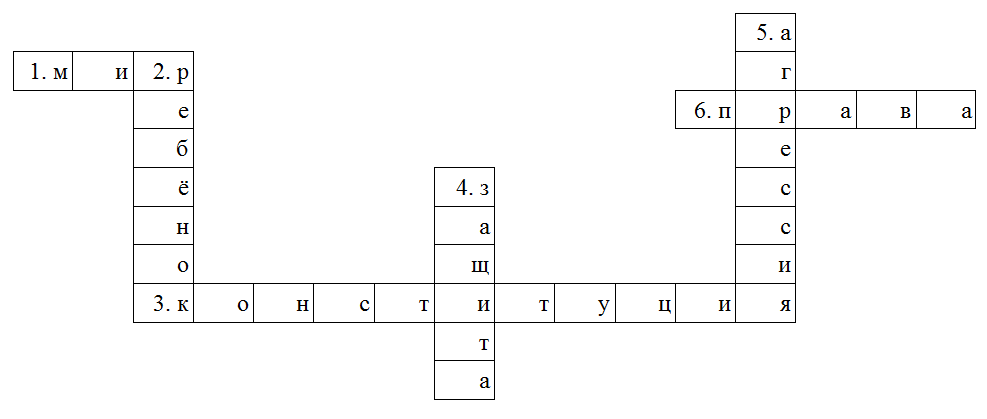 5. а
1. м и 2. р г
е 6. п р а в а
б е
ё 4. з с
н а с
о щ и
3. к о н с т и т у ц и я
т
а